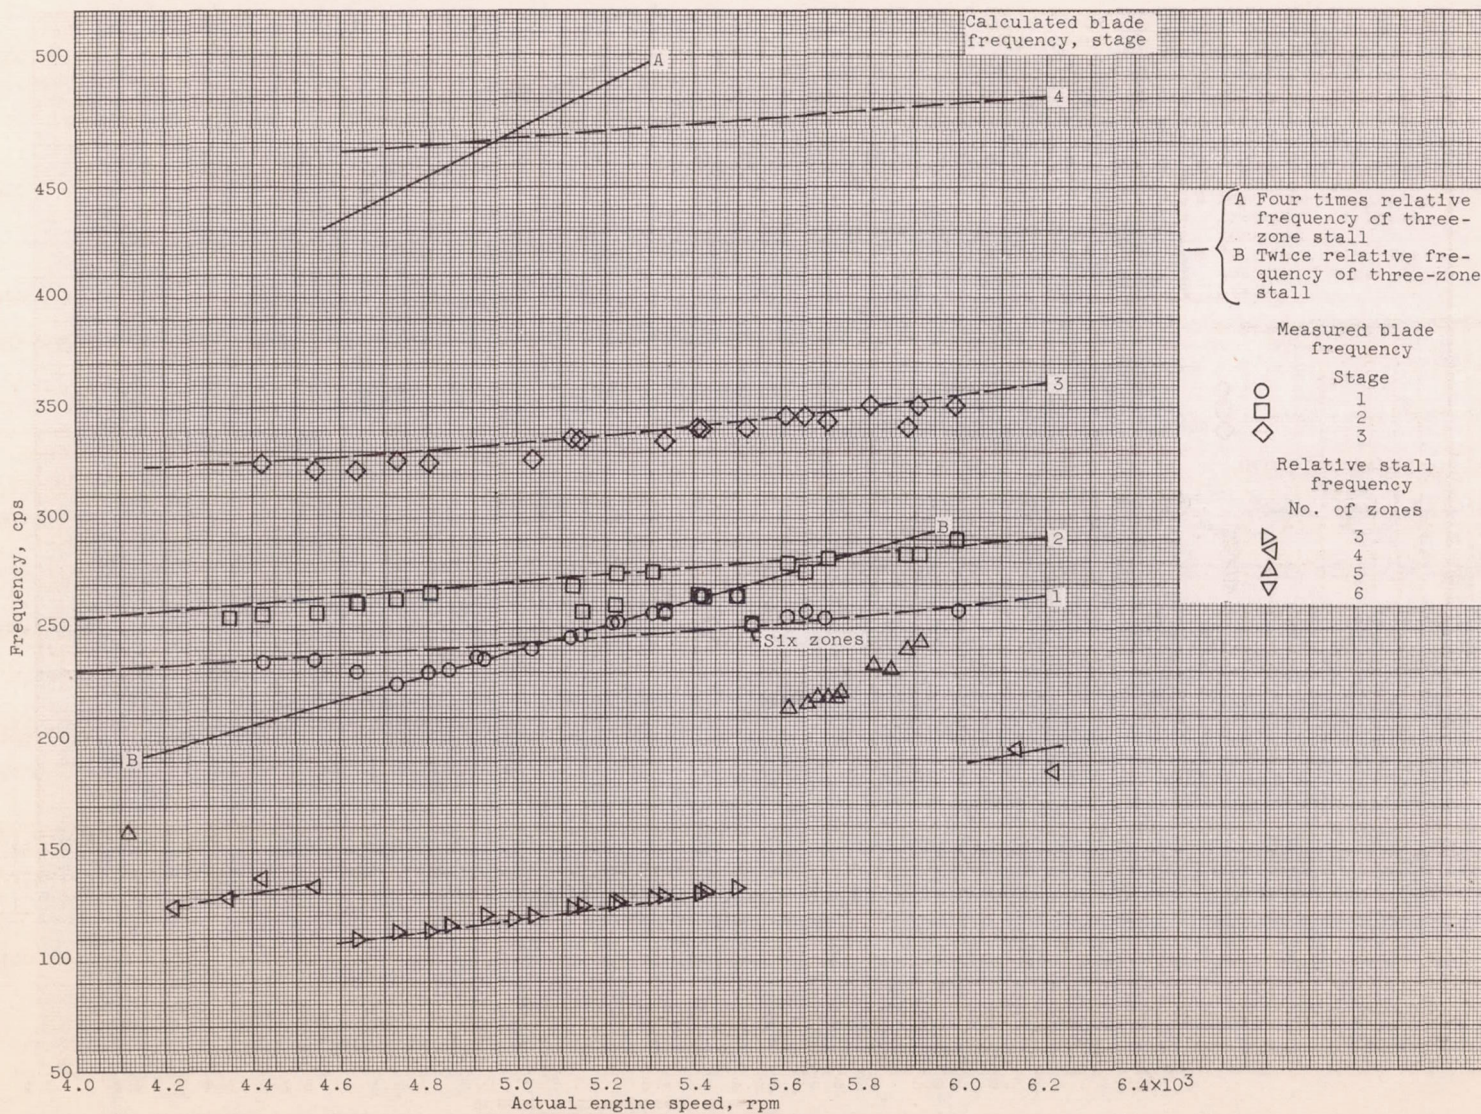 Calculated blade
frequency, stage
500
A
4
450
A Four times relative
frequency of three-
zone stall
B Twice relative fre-
quency of three-zone
stall
400
Measured blade
frequency
Stage
1
2
3
350
3
Relative stall
frequency
No. of zones
3
4
5
6
Frequency, cps
300
B
2
250
1
Six zones
200
B
150
100
50
4.0 4.2 4.4 4.6 4.8 5.0 5.2 5.4 5.6 5.8 6.0 6.2 6.4×10³
Actual engine speed, rpm